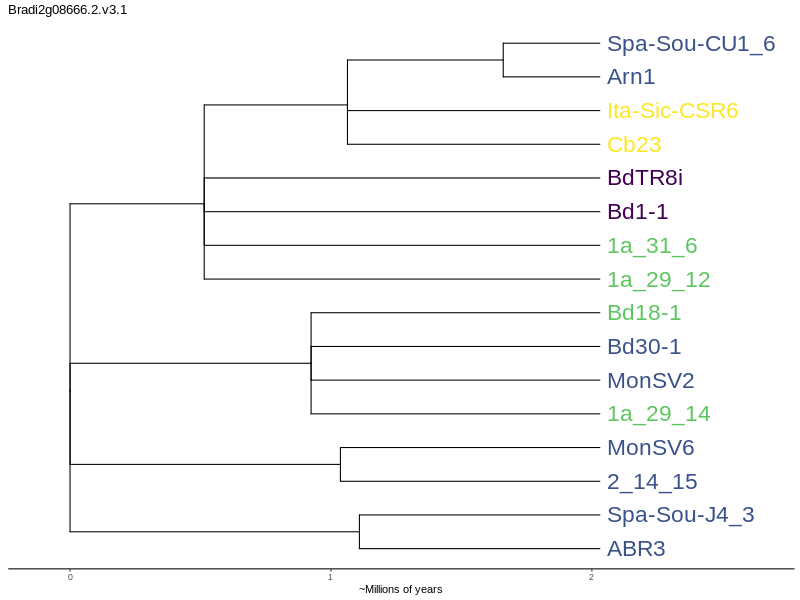 Bradi2g08666.2.v3.1
Spa-Sou-CU1_6
Arn1
Ita-Sic-CSR6
Cb23
BdTR8i
Bd1-1
1a_31_6
1a_29_12
Bd18-1
Bd30-1
MonSV2
1a_29_14
MonSV6
2_14_15
Spa-Sou-J4_3
ABR3
0 1 2
~Millions of years